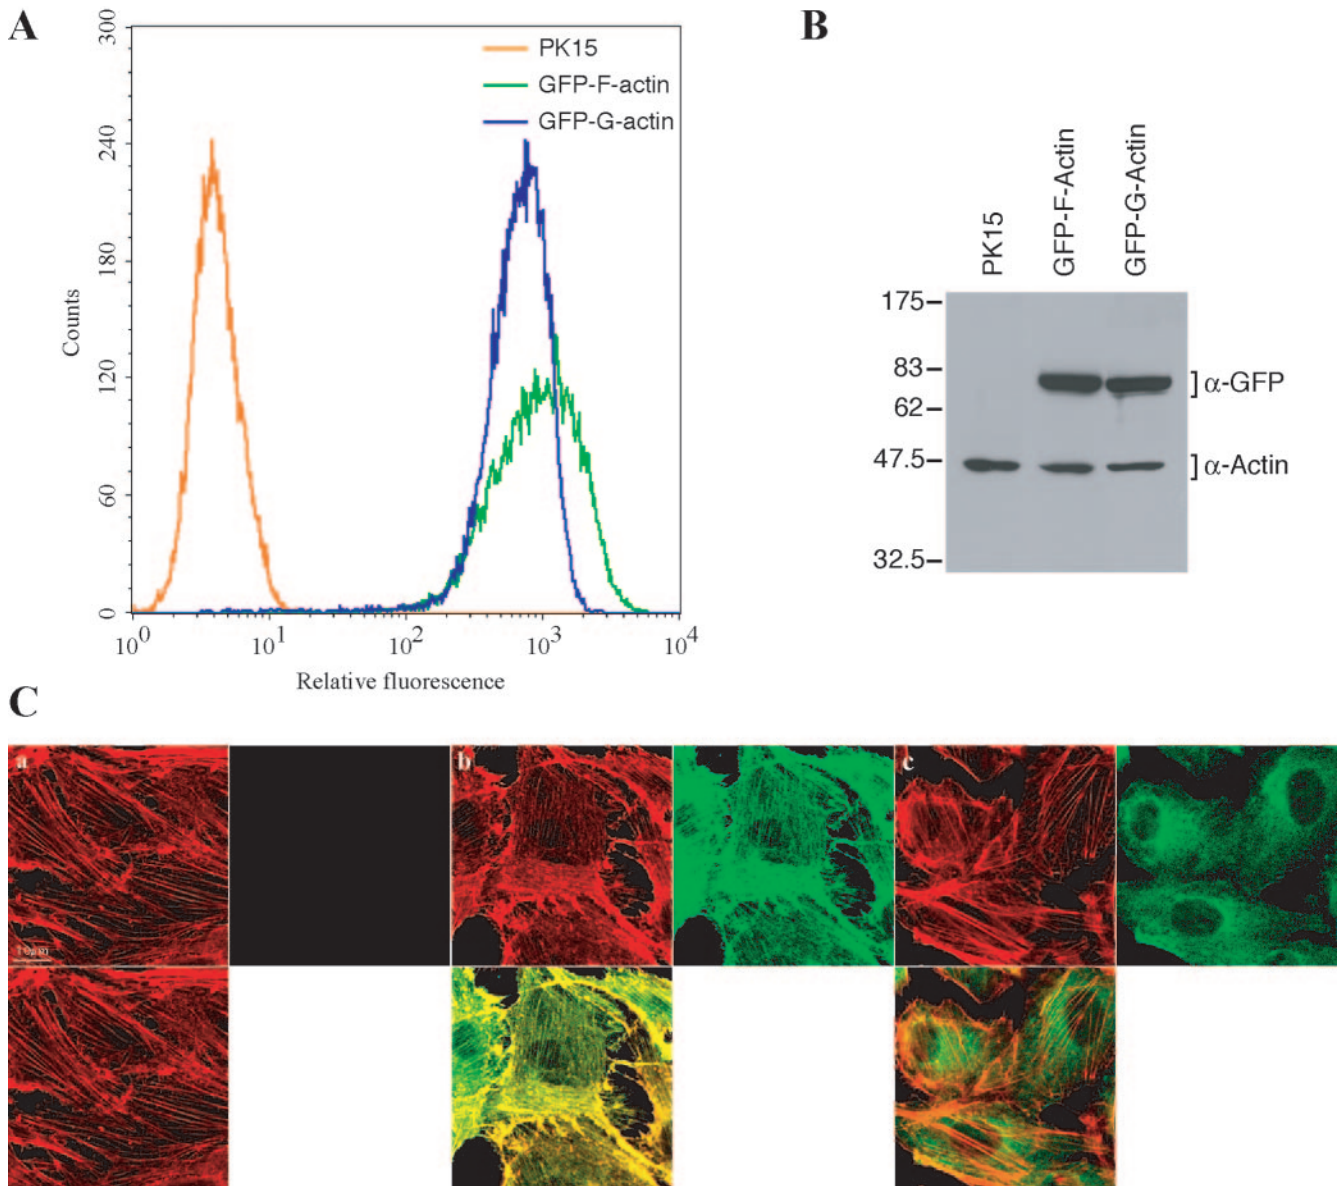 A
300
240
180
120
60
0
Counts
PK15
GFP-F-actin
GFP-G-actin
10^0
10^1
10^2
10^3
10^4
Relative fluorescence
B
PK15
GFP-F-Actin
GFP-G-Actin
175
83
62
47.5
32.5
α-GFP
α-Actin
C
a
b
c
10μm